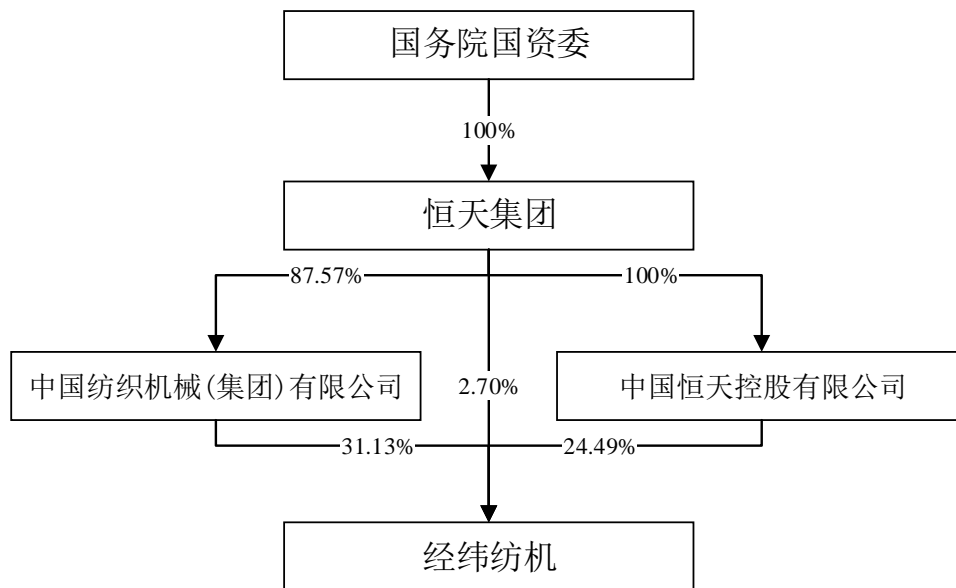 国务院国资委
100%
恒天集团
87.57%
100%
中国纺织机械(集团)有限公司
2.70%
中国恒天控股有限公司
31.13%
24.49%
经纬纺机